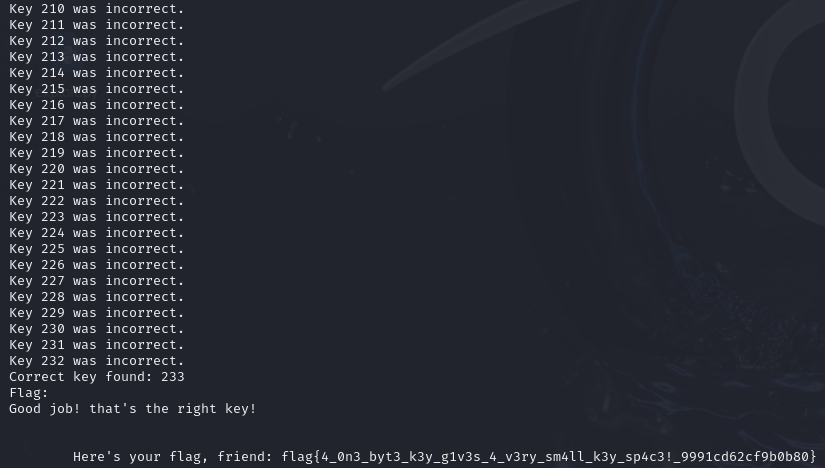 Key 210 was incorrect.
Key 211 was incorrect.
Key 212 was incorrect.
Key 213 was incorrect.
Key 214 was incorrect.
Key 215 was incorrect.
Key 216 was incorrect.
Key 217 was incorrect.
Key 218 was incorrect.
Key 219 was incorrect.
Key 220 was incorrect.
Key 221 was incorrect.
Key 222 was incorrect.
Key 223 was incorrect.
Key 224 was incorrect.
Key 225 was incorrect.
Key 226 was incorrect.
Key 227 was incorrect.
Key 228 was incorrect.
Key 229 was incorrect.
Key 230 was incorrect.
Key 231 was incorrect.
Key 232 was incorrect.
Correct key found: 233
Flag:
Good job! that's the right key!
Here's your flag, friend: flag{4_0n3_byt3_k3y_g1v3s_4_v3ry_sm4ll_k3y_sp4c3!_9991cd62cf9b0b80}